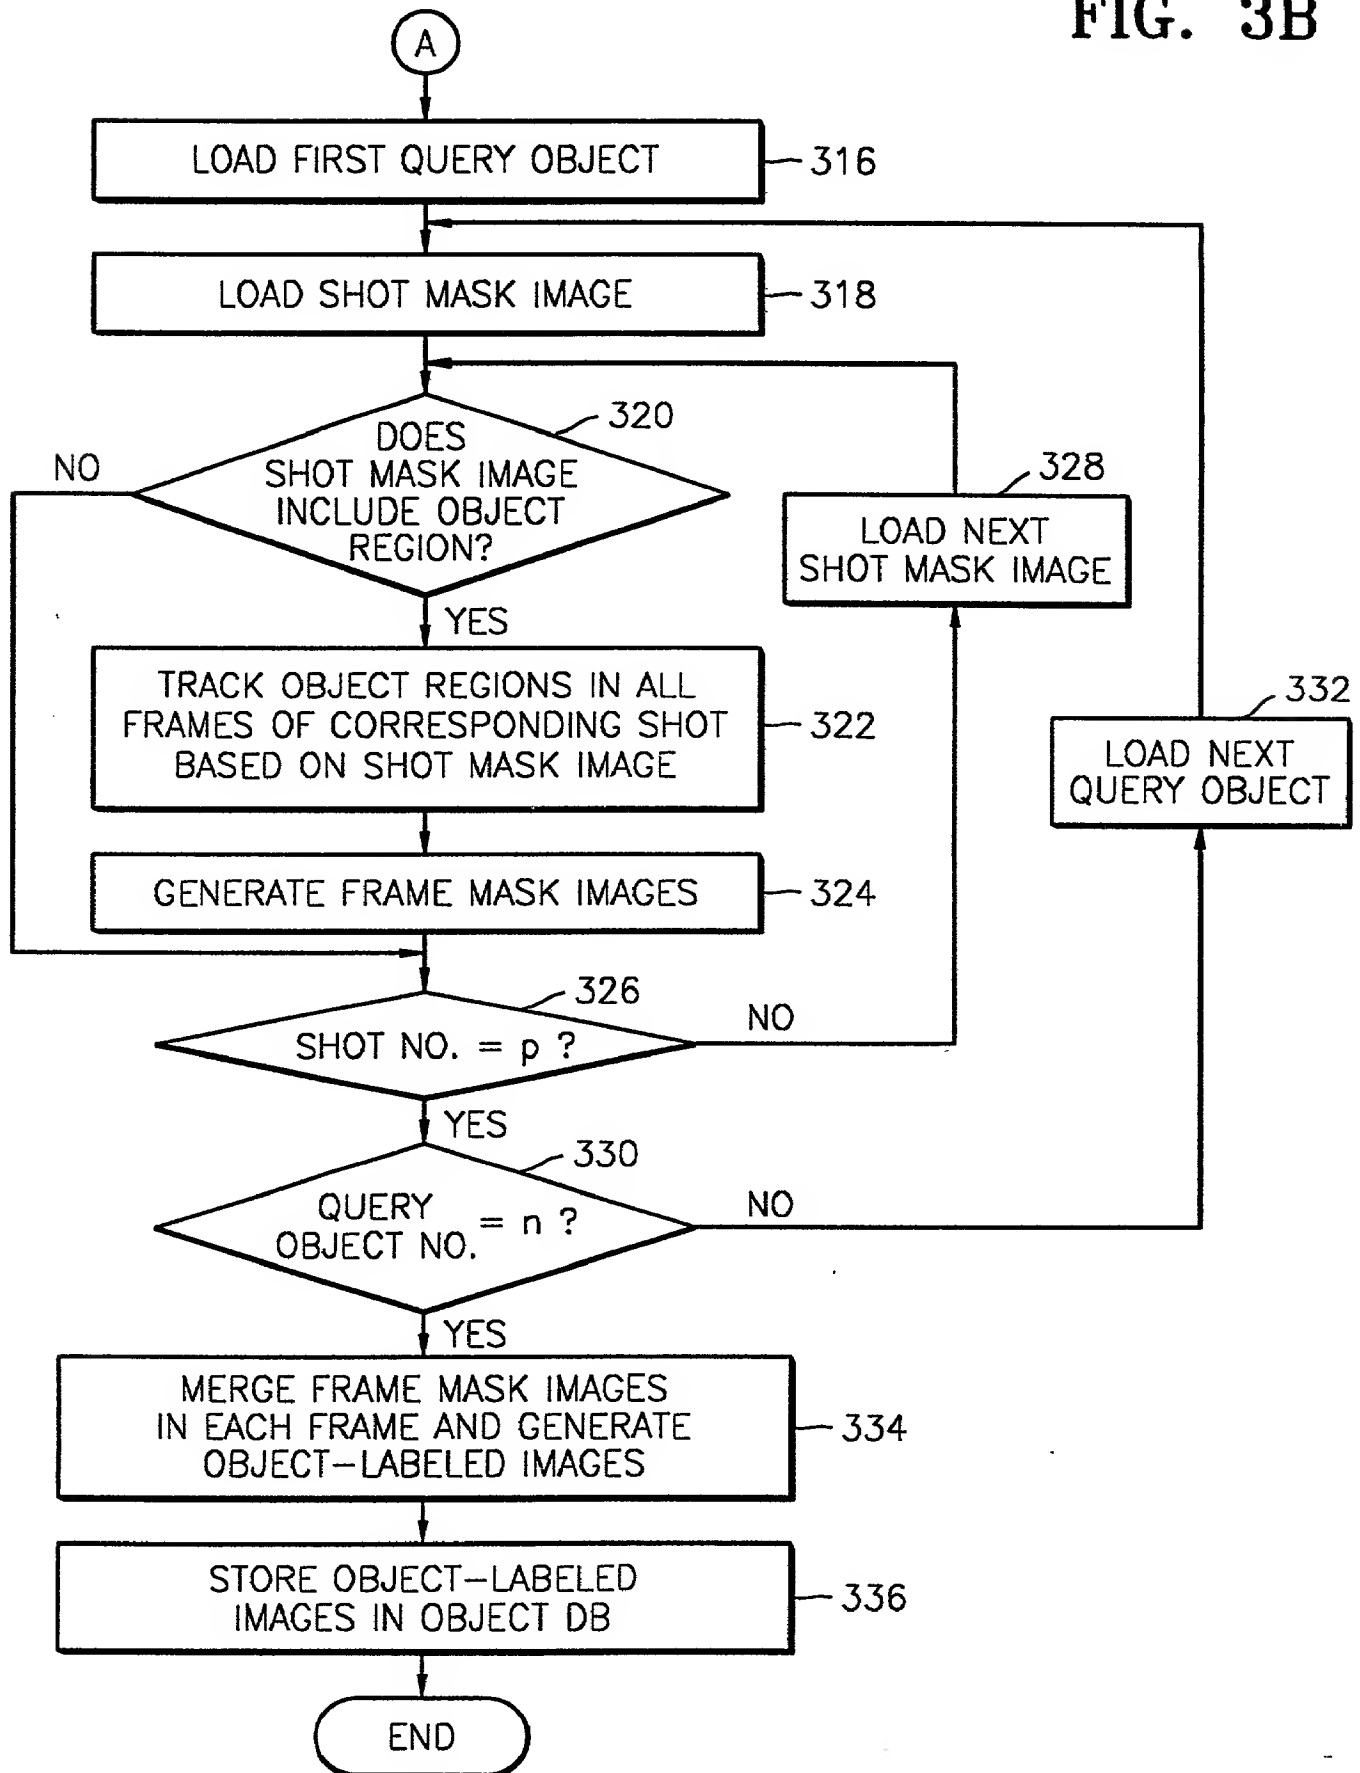 FIG. 3B
A
LOAD FIRST QUERY OBJECT
316
LOAD SHOT MASK IMAGE
318
320
DOES
SHOT MASK IMAGE
INCLUDE OBJECT
REGION?
NO
YES
328
LOAD NEXT
SHOT MASK IMAGE
TRACK OBJECT REGIONS IN ALL
FRAMES OF CORRESPONDING SHOT
BASED ON SHOT MASK IMAGE
322
332
LOAD NEXT
QUERY OBJECT
GENERATE FRAME MASK IMAGES
324
326
SHOT NO. = p ?
NO
YES
330
QUERY
OBJECT NO. = n ?
NO
YES
MERGE FRAME MASK IMAGES
IN EACH FRAME AND GENERATE
OBJECT-LABELED IMAGES
334
STORE OBJECT-LABELED
IMAGES IN OBJECT DB
336
END